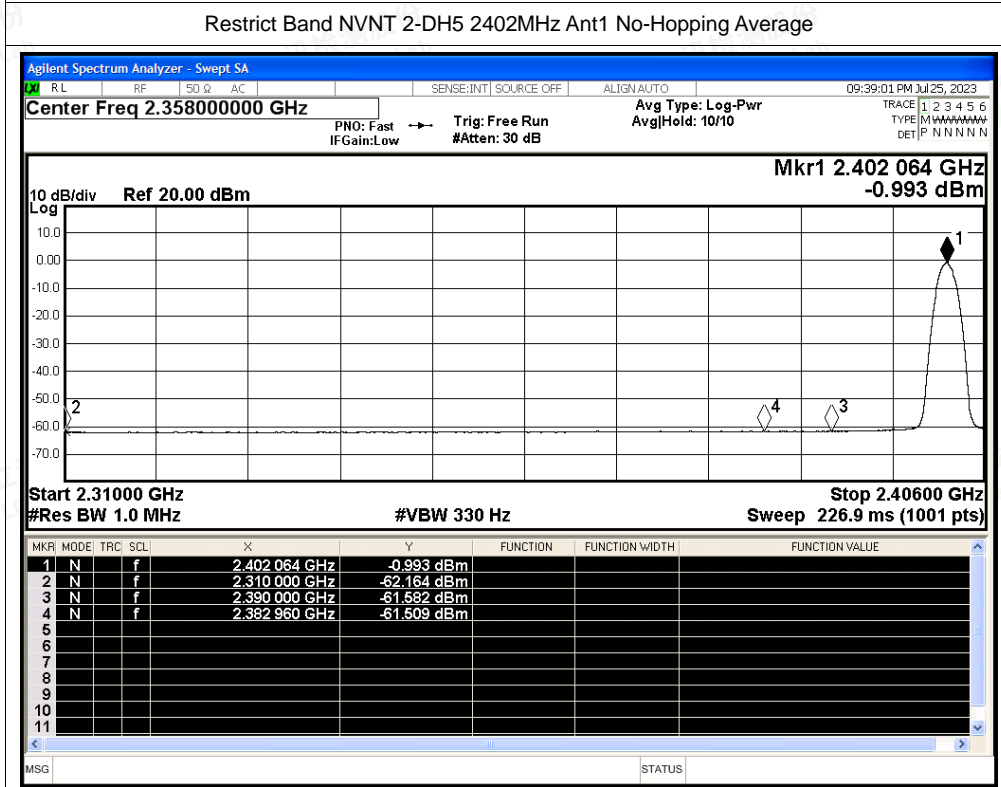 Restrict Band NVNT 2-DH5 2402MHz Ant1 No-Hopping Average
Agilent Spectrum Analyzer - Swept SA
LXI RL RF 50 Ω AC SENSE:INT SOURCE OFF ALIGN AUTO 09:39:01 PM Jul 25, 2023
Center Freq 2.358000000 GHz Avg Type: Log-Pwr TRACE 1 2 3 4 5 6
PNO: Fast Trig: Free Run Avg|Hold: 10/10 TYPE M
IFGain:Low #Atten: 30 dB DET P N N N N N
Mkr1 2.402 064 GHz
-0.993 dBm
10 dB/div Ref 20.00 dBm
Log
10.0
1
0.00
-10.0
-20.0
-30.0
-40.0
-50.0
2 4 3
-60.0
-70.0
Start 2.31000 GHz Stop 2.40600 GHz
#Res BW 1.0 MHz #VBW 330 Hz Sweep 226.9 ms (1001 pts)
MKR MODE TRC SCL X Y FUNCTION FUNCTION WIDTH FUNCTION VALUE
1 N f 2.402 064 GHz -0.993 dBm
2 N f 2.310 000 GHz -62.164 dBm
3 N f 2.390 000 GHz -61.582 dBm
4 N f 2.382 960 GHz -61.509 dBm
5
6
7
8
9
10
11
MSG STATUS